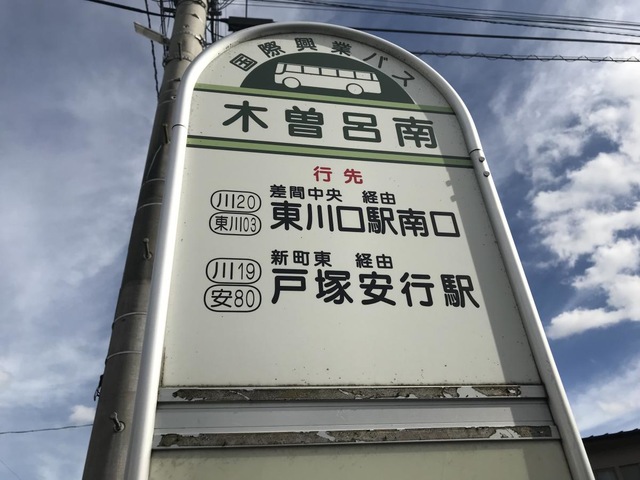 国際興業バス
木曽呂南
行先
差間中央 経由
川20
東川03
東川口駅南口
新町東 経由
川19
安80
戸塚安行駅